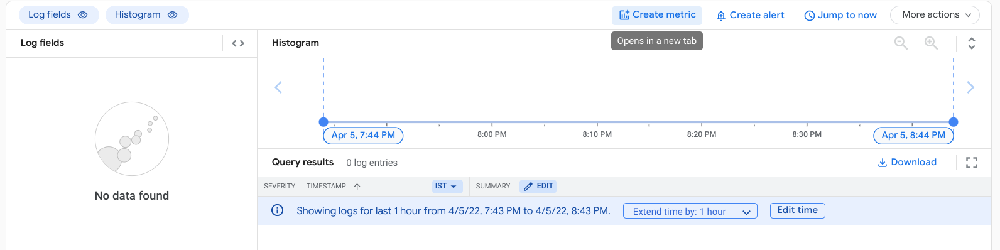 Log fields
Histogram
Create metric
Create alert
Jump to now
More actions
Log fields
Histogram
Opens in a new tab
No data found
Apr 5, 7:44 PM
8:00 PM
8:10 PM
8:20 PM
8:30 PM
Apr 5, 8:44 PM
Query results
0 log entries
Download
SEVERITY
TIMESTAMP
IST
SUMMARY
EDIT
Showing logs for last 1 hour from 4/5/22, 7:43 PM to 4/5/22, 8:43 PM.
Extend time by: 1 hour
Edit time